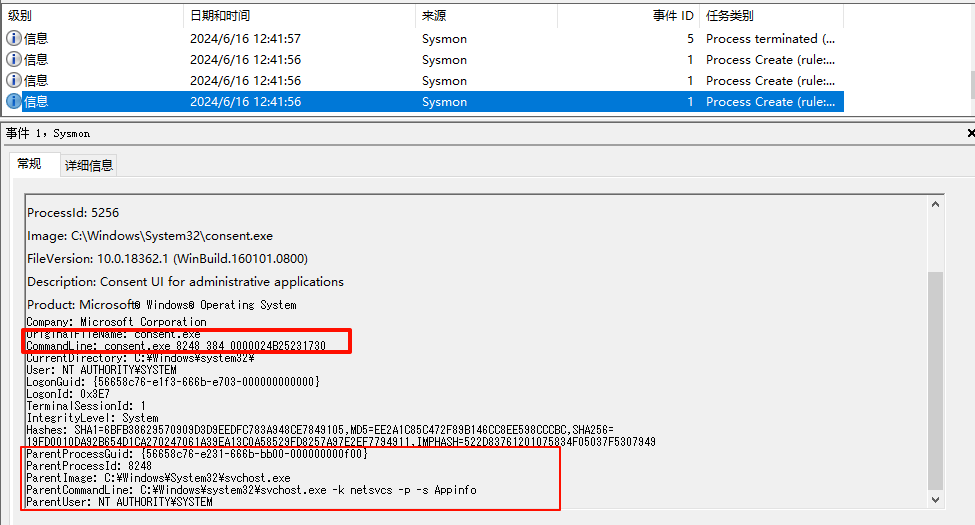 级别 日期和时间 来源 事件 ID 任务类别
信息 2024/6/16 12:41:57 Sysmon 5 Process terminated (...
信息 2024/6/16 12:41:56 Sysmon 1 Process Create (rule:...
信息 2024/6/16 12:41:56 Sysmon 1 Process Create (rule:...
信息 2024/6/16 12:41:56 Sysmon 1 Process Create (rule:...
事件 1，Sysmon
常规 详细信息
ProcessId: 5256
Image: C:\Windows\System32\consent.exe
FileVersion: 10.0.18362.1 (WinBuild.160101.0800)
Description: Consent UI for administrative applications
Product: Microsoft® Windows® Operating System
Company: Microsoft Corporation
OriginalFileName: consent.exe
CommandLine: consent.exe 8248 384 0000024B25231730
CurrentDirectory: C:¥Windows¥system32¥
User: NT AUTHORITY¥SYSTEM
LogonGuid: {56658c76-e1f3-666b-e703-000000000000}
LogonId: 0x3E7
TerminalSessionId: 1
IntegrityLevel: System
Hashes: SHA1=6BFB38629570909D3D9EEDFC783A948CE7849105,MD5=EE2A1C85C472F89B146CC8EE598CCCBC,SHA256=
19FD0010DA92B654D1CA270247061A39EA13C0A58529FD8257A97E2EF7794911,IMPHASH=522D83761201075834F05037F5307949
ParentProcessGuid: {56658c76-e231-666b-bb00-000000000f00}
ParentProcessId: 8248
ParentImage: C:¥Windows¥System32¥svchost.exe
ParentCommandLine: C:¥Windows¥system32¥svchost.exe -k netsvcs -p -s Appinfo
ParentUser: NT AUTHORITY¥SYSTEM